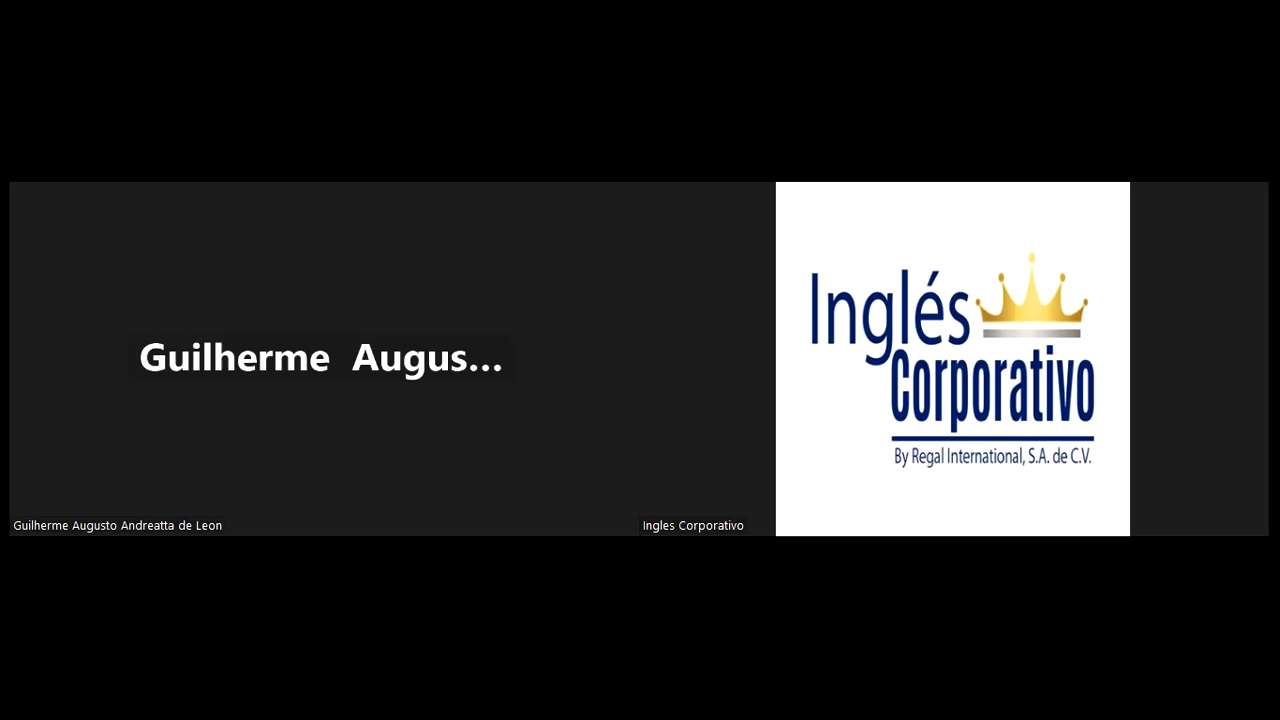 Guilherme Augus...
Inglés
Corporativo
By Regal International, S.A. de C.V.
Guilherme Augusto Andreatta de Leon
Ingles Corporativo